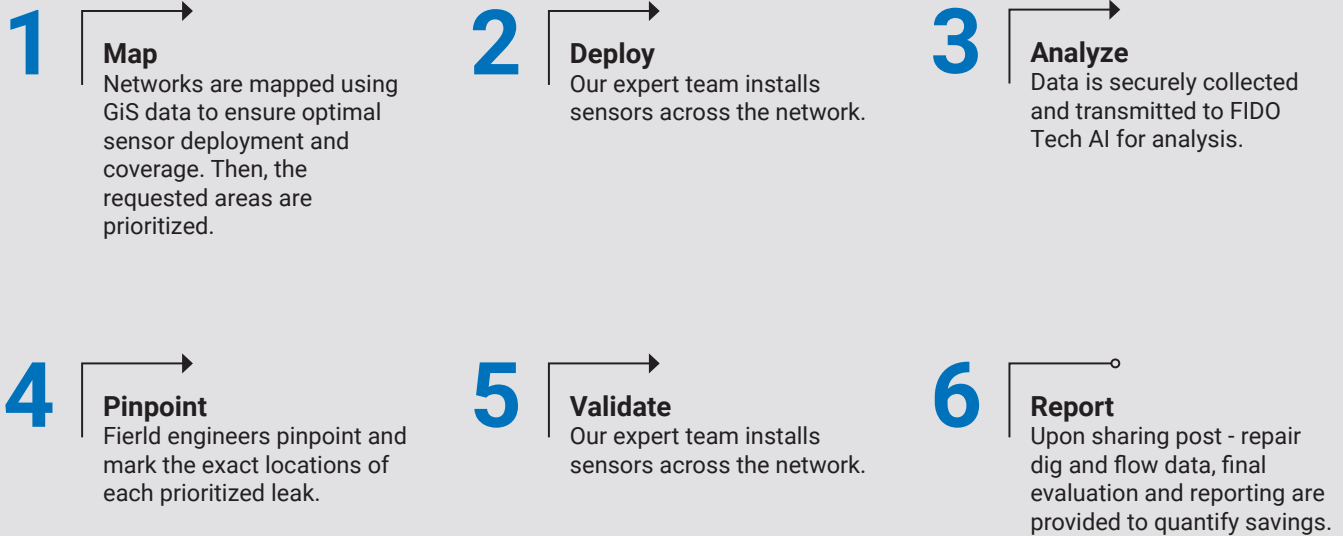 1
Map
Networks are mapped using
GiS data to ensure optimal
sensor deployment and
coverage. Then, the
requested areas are
prioritized.
2
Deploy
Our expert team installs
sensors across the network.
3
Analyze
Data is securely collected
and transmitted to FIDO
Tech AI for analysis.
4
Pinpoint
Fierld engineers pinpoint and
mark the exact locations of
each prioritized leak.
5
Validate
Our expert team installs
sensors across the network.
6
Report
Upon sharing post - repair
dig and flow data, final
evaluation and reporting are
provided to quantify savings.